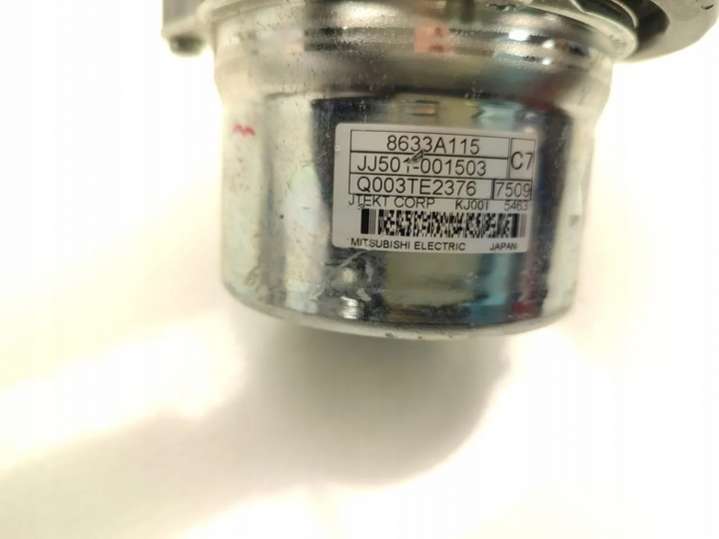 8633A115 C7
JJ501-001503
Q003TE2376 7509
JTEKT CORP KJ001 5463
MITSUBISHI ELECTRIC JAPAN